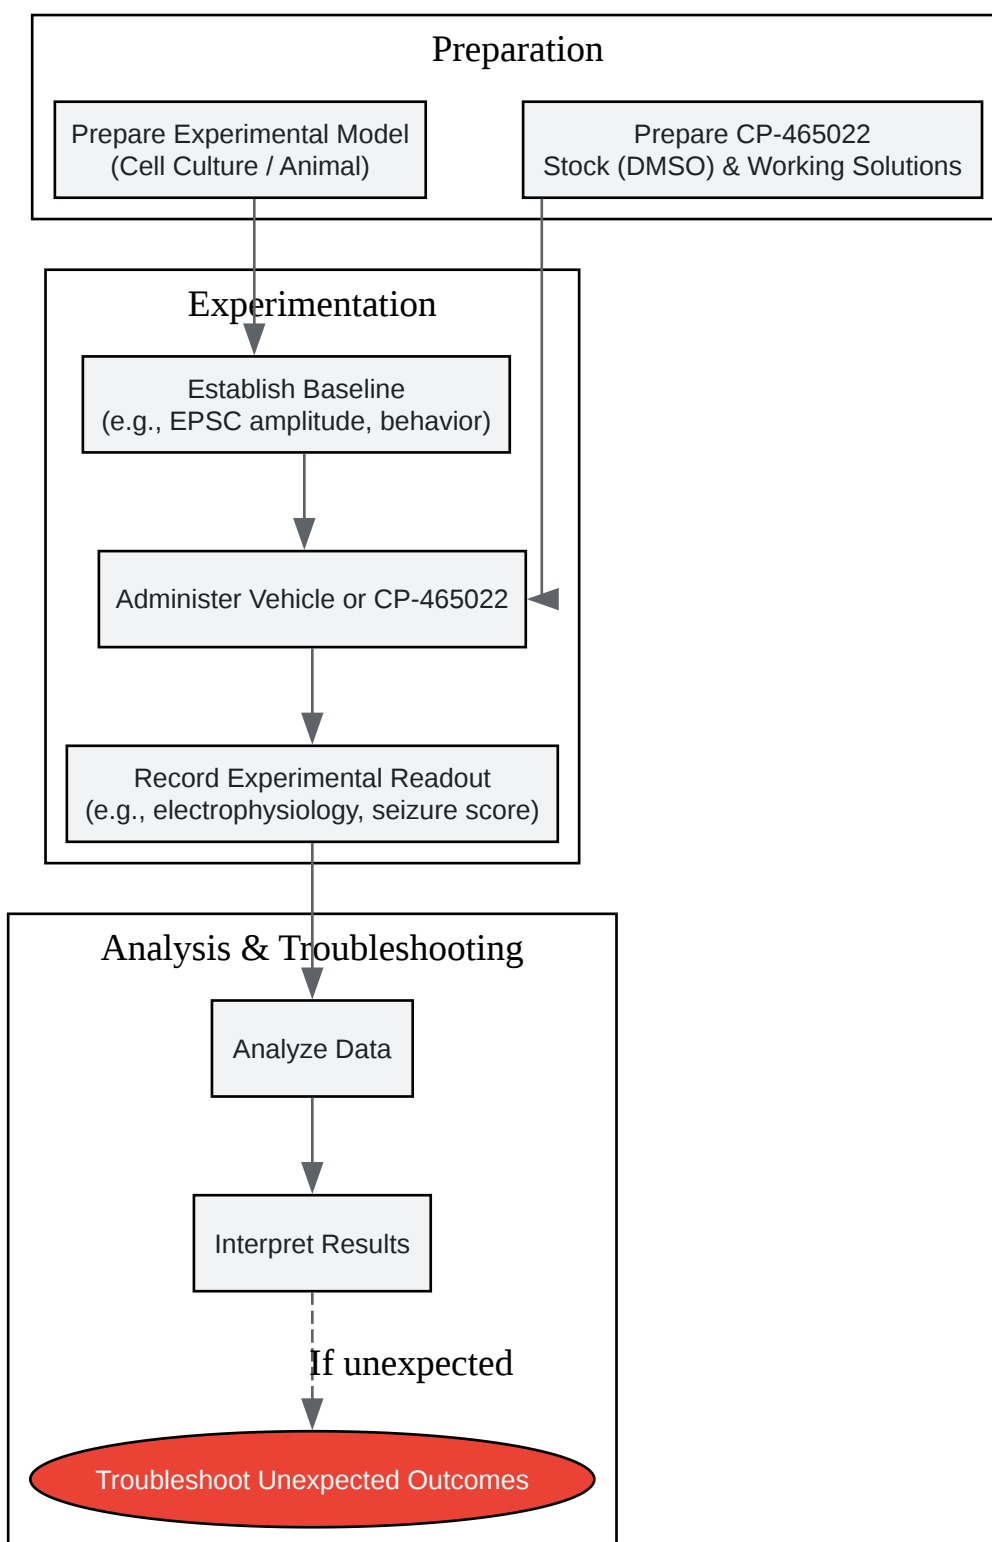 Preparation
Prepare Experimental Model
(Cell Culture / Animal)
Prepare CP-465022
Stock (DMSO) & Working Solutions
Experimentation
Establish Baseline
(e.g., EPSC amplitude, behavior)
Administer Vehicle or CP-465022
Record Experimental Readout
(e.g., electrophysiology, seizure score)
Analysis & Troubleshooting
Analyze Data
Interpret Results
If unexpected
Troubleshoot Unexpected Outcomes